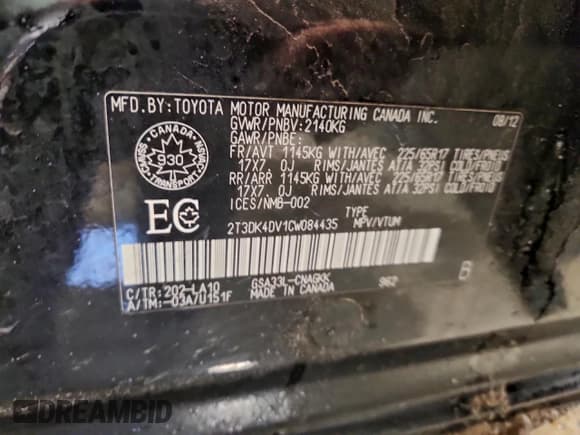 MFD. BY: TOYOTA MOTOR MANUFACTURING CANADA INC.
08/12
GVWR/PNBV: 2140KG
GAWR/PNBE:
FR/AVT 1145KG WITH/AVEC 225/65R17 TIRES/PNEUS
17X7.0J RIMS/JANTES AT/A 32PSI COLD/FROID
RR/ARR 1145KG WITH/AVEC 225/65R17 TIRES/PNEUS
17X7.0J RIMS/JANTES AT/A 32PSI COLD/FROID
ICES/NMB-002
CANADA
930
TRANSPORT
EC
TYPE
2T3DK4DV1CW084435 MPV/VTUM
C/TR: 202-LA10 GSA33L-CNAGKK 962 B
A/TM: -03A/U151F MADE IN CANADA
DREAMBID